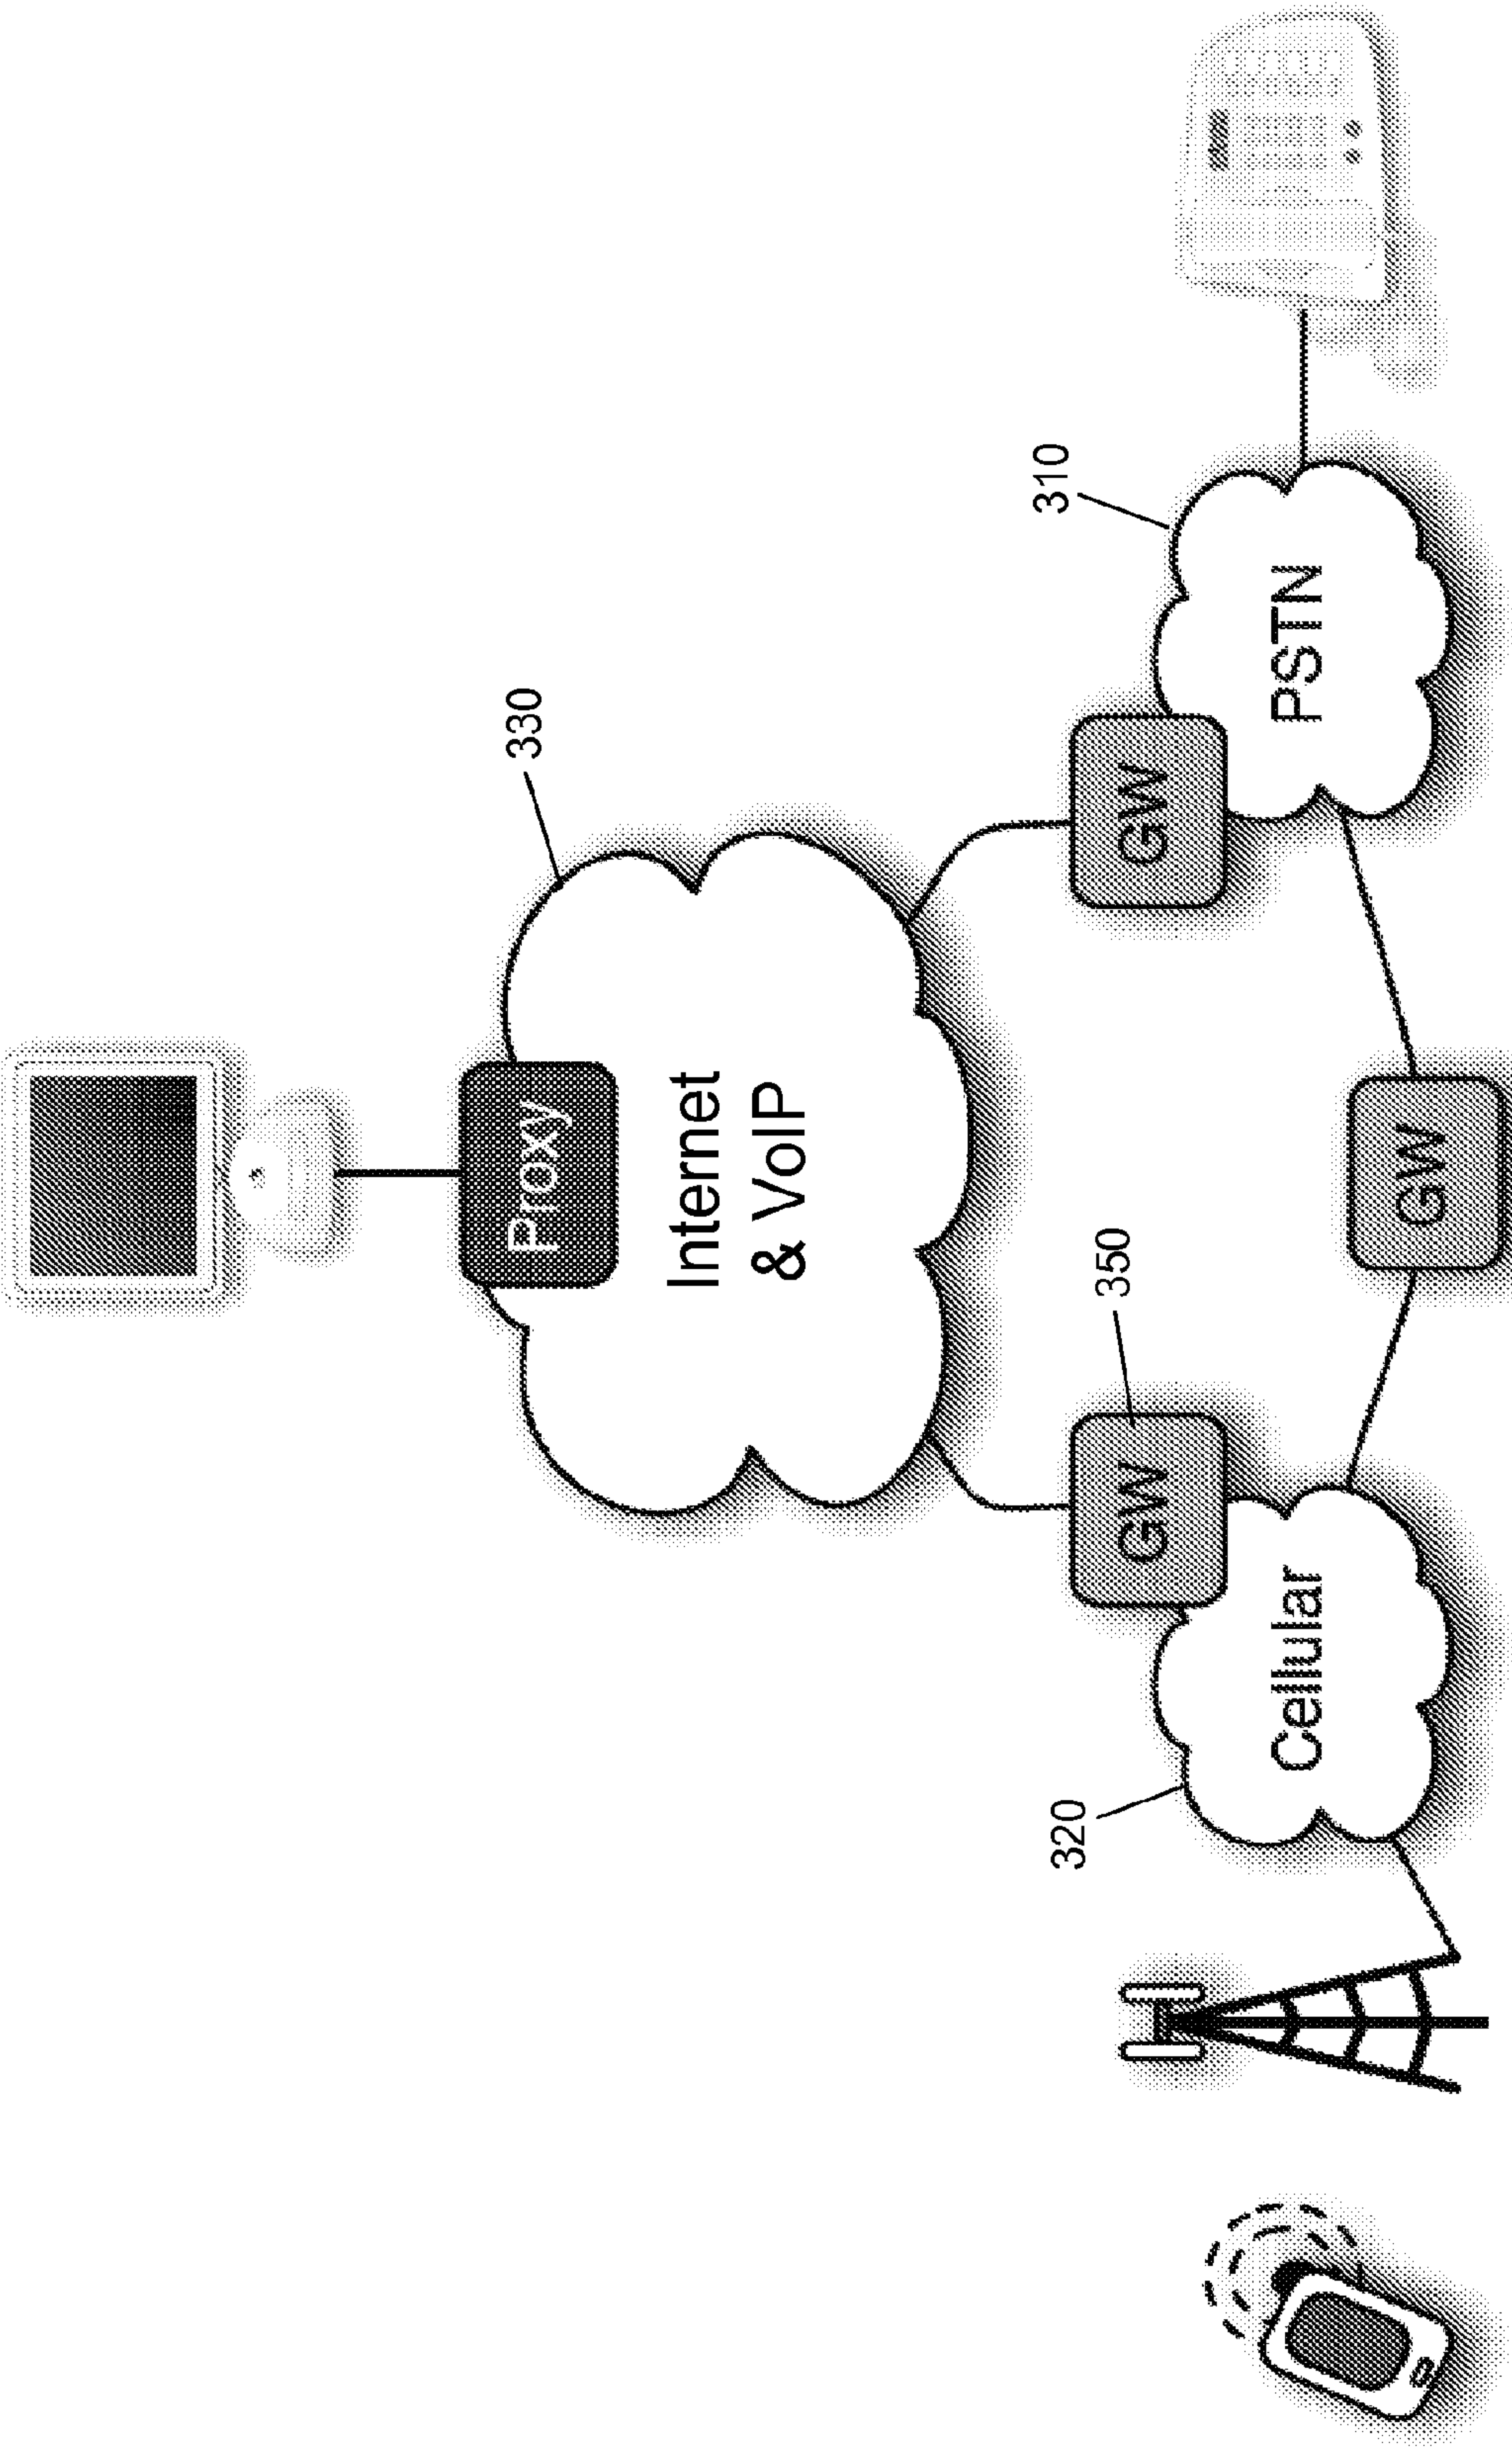 Proxy
330
Internet
& VoIP
320
350
310
GW
GW
Cellular
PSTN
GW